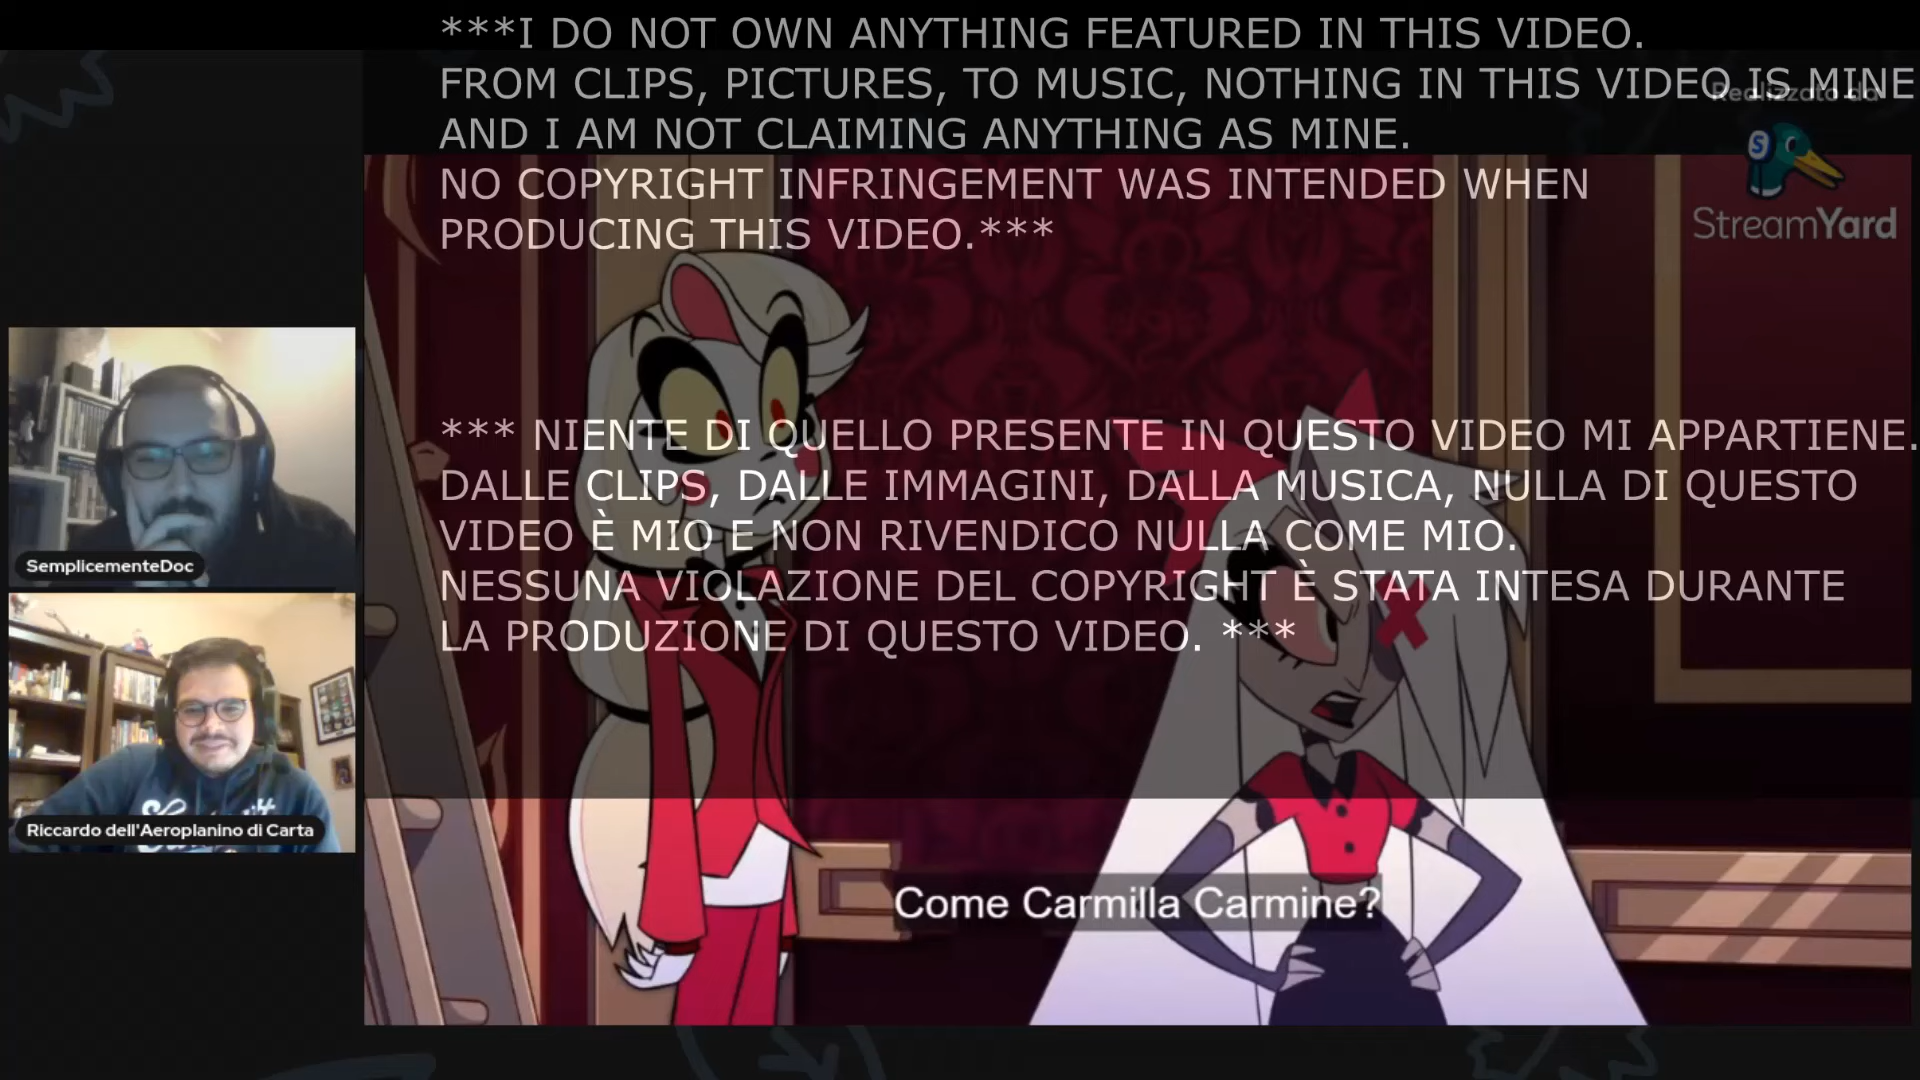 ***I DO NOT OWN ANYTHING FEATURED IN THIS VIDEO.
FROM CLIPS, PICTURES, TO MUSIC, NOTHING IN THIS VIDEO IS MINE
AND I AM NOT CLAIMING ANYTHING AS MINE.
NO COPYRIGHT INFRINGEMENT WAS INTENDED WHEN
PRODUCING THIS VIDEO.***
Realizzato da
StreamYard
*** NIENTE DI QUELLO PRESENTE IN QUESTO VIDEO MI APPARTIENE.
DALLE CLIPS, DALLE IMMAGINI, DALLA MUSICA, NULLA DI QUESTO
VIDEO È MIO E NON RIVENDICO NULLA COME MIO.
NESSUNA VIOLAZIONE DEL COPYRIGHT È STATA INTESA DURANTE
LA PRODUZIONE DI QUESTO VIDEO. ***
SemplicementeDoc
Riccardo dell'Aeroplanino di Carta
Come Carmilla Carmine?